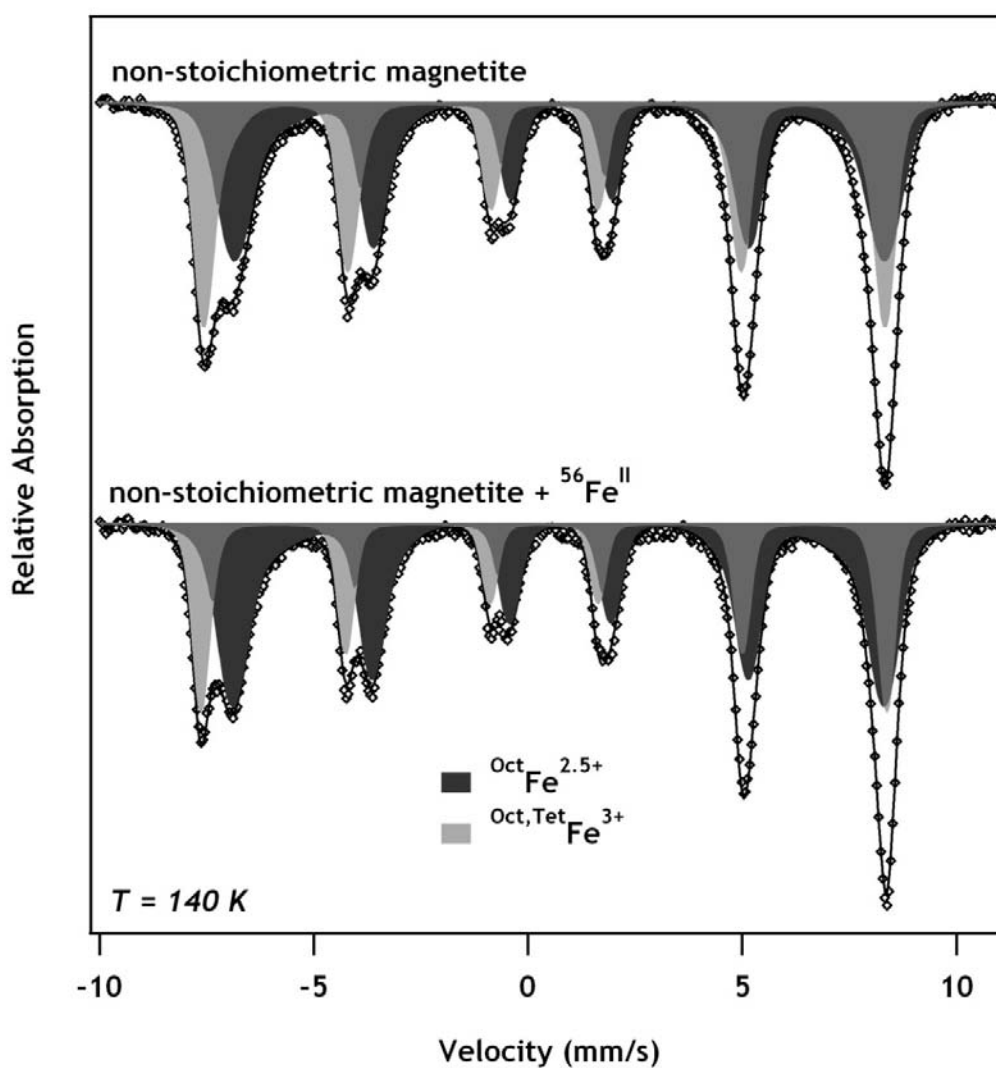 non-stoichiometric magnetite
Relative Absorption
non-stoichiometric magnetite + ⁵⁶Feᴵᴵ
ᴼᶜᵗFe²·⁵⁺
ᴼᶜᵗ,ᵀᵉᵗFe³⁺
T = 140 K
-10 -5 0 5 10
Velocity (mm/s)